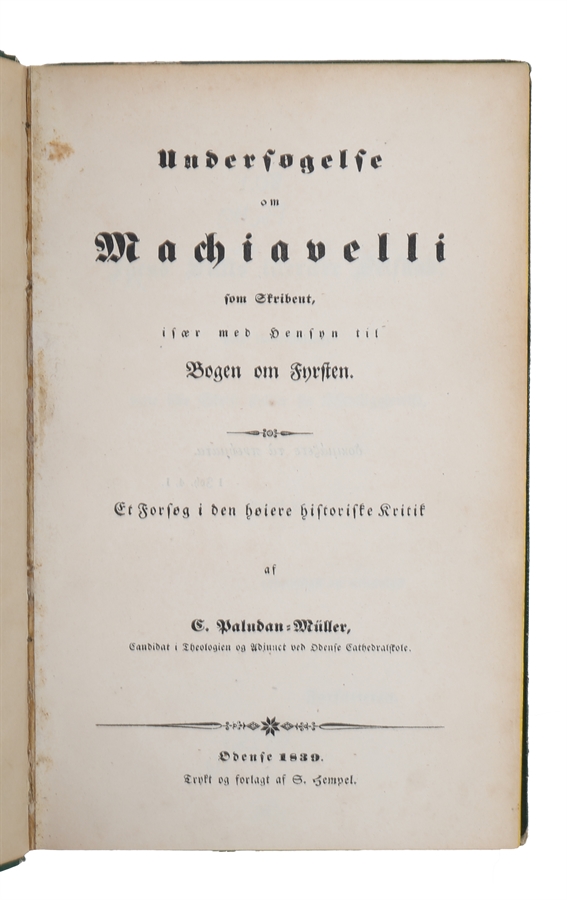 Undersøgelse
om
Machiavelli
som Skribent,
især med Hensyn til
Bogen om Fyrsten.
Et Forsøg i den høiere historiske Kritik
af
C. Paludan-Müller,
Candidat i Theologien og Adjunct ved Odense Cathedralskole.
Odense 1839.
Trykt og forlagt af S. Hempel.